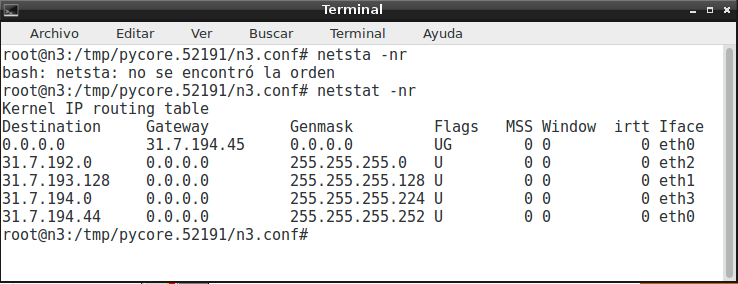 Terminal
Archivo Editar Ver Buscar Terminal Ayuda
root@n3:/tmp/pycore.52191/n3.conf# netsta -nr
bash: netsta: no se encontró la orden
root@n3:/tmp/pycore.52191/n3.conf# netstat -nr
Kernel IP routing table
Destination     Gateway         Genmask         Flags   MSS Window  irtt Iface
0.0.0.0         31.7.194.45     0.0.0.0         UG        0 0          0 eth0
31.7.192.0      0.0.0.0         255.255.255.0   U         0 0          0 eth2
31.7.193.128    0.0.0.0         255.255.255.128 U         0 0          0 eth1
31.7.194.0      0.0.0.0         255.255.255.224 U         0 0          0 eth3
31.7.194.44     0.0.0.0         255.255.255.252 U         0 0          0 eth0
root@n3:/tmp/pycore.52191/n3.conf#